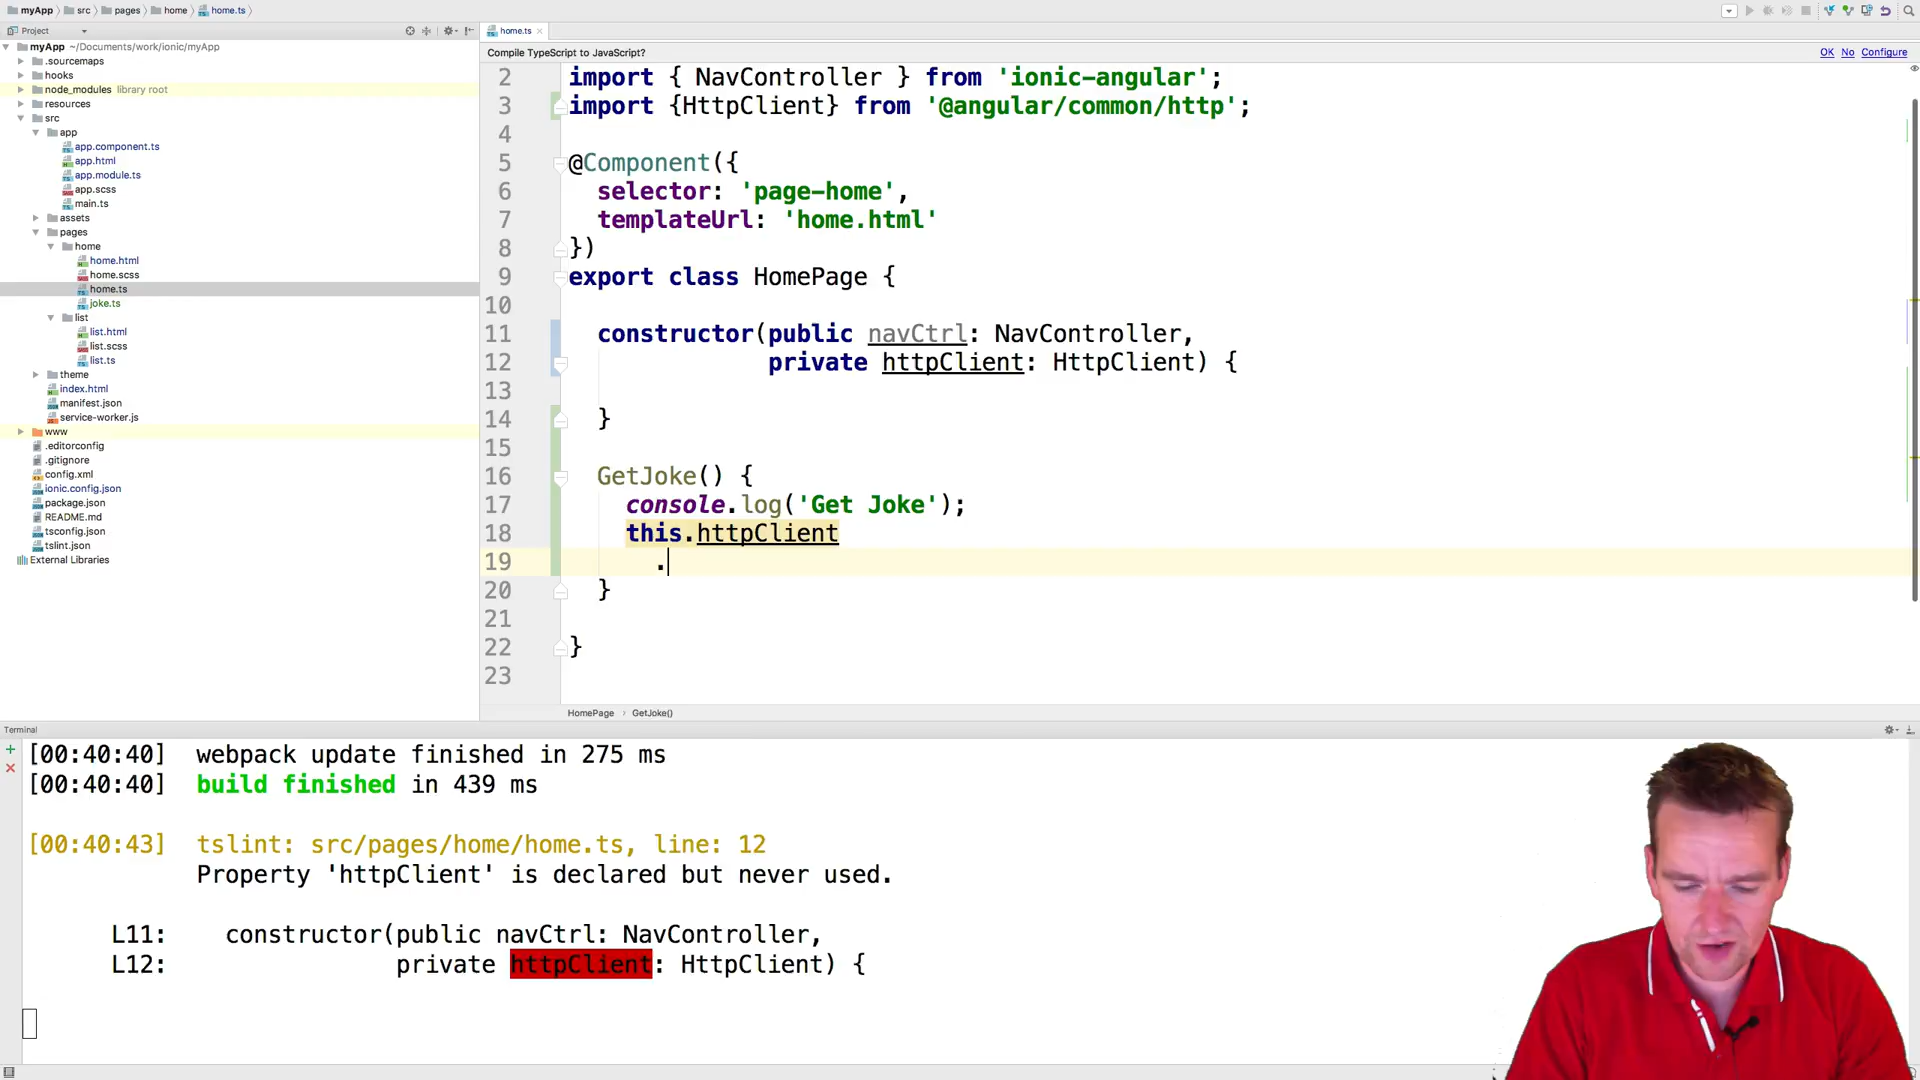 myApp src pages home home.ts
Project
myApp ~/Documents/work/ionic/myApp
.sourcemaps
hooks
node_modules library root
resources
src
app
app.component.ts
app.html
app.module.ts
app.scss
main.ts
assets
pages
home
home.html
home.scss
home.ts
joke.ts
list
list.html
list.scss
list.ts
theme
index.html
manifest.json
service-worker.js
www
.editorconfig
.gitignore
config.xml
ionic.config.json
package.json
README.md
tsconfig.json
tslint.json
External Libraries
home.ts
Compile TypeScript to JavaScript? OK No Configure
2 import { NavController } from 'ionic-angular';
3 import {HttpClient} from '@angular/common/http';
4
5 @Component({
6 selector: 'page-home',
7 templateUrl: 'home.html'
8 })
9 export class HomePage {
10
11 constructor(public navCtrl: NavController,
12 private httpClient: HttpClient) {
13
14 }
15
16 GetJoke() {
17 console.log('Get Joke');
18 this.httpClient
19 .
20 }
21
22 }
23
HomePage > GetJoke()
Terminal
[00:40:40] webpack update finished in 275 ms
[00:40:40] build finished in 439 ms
[00:40:43] tslint: src/pages/home/home.ts, line: 12
Property 'httpClient' is declared but never used.
L11: constructor(public navCtrl: NavController,
L12: private httpClient: HttpClient) {